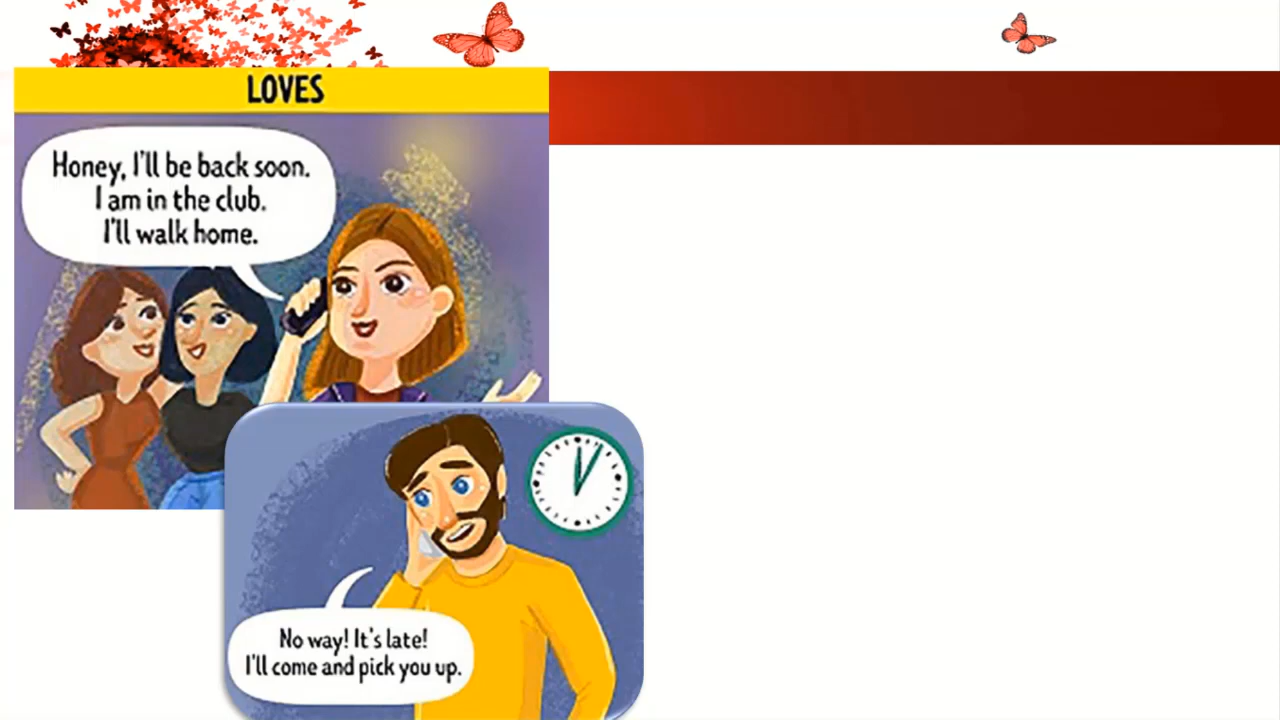 LOVES
Honey, I'll be back soon.
I am in the club.
I'll walk home.
No way! It's late!
I'll come and pick you up.